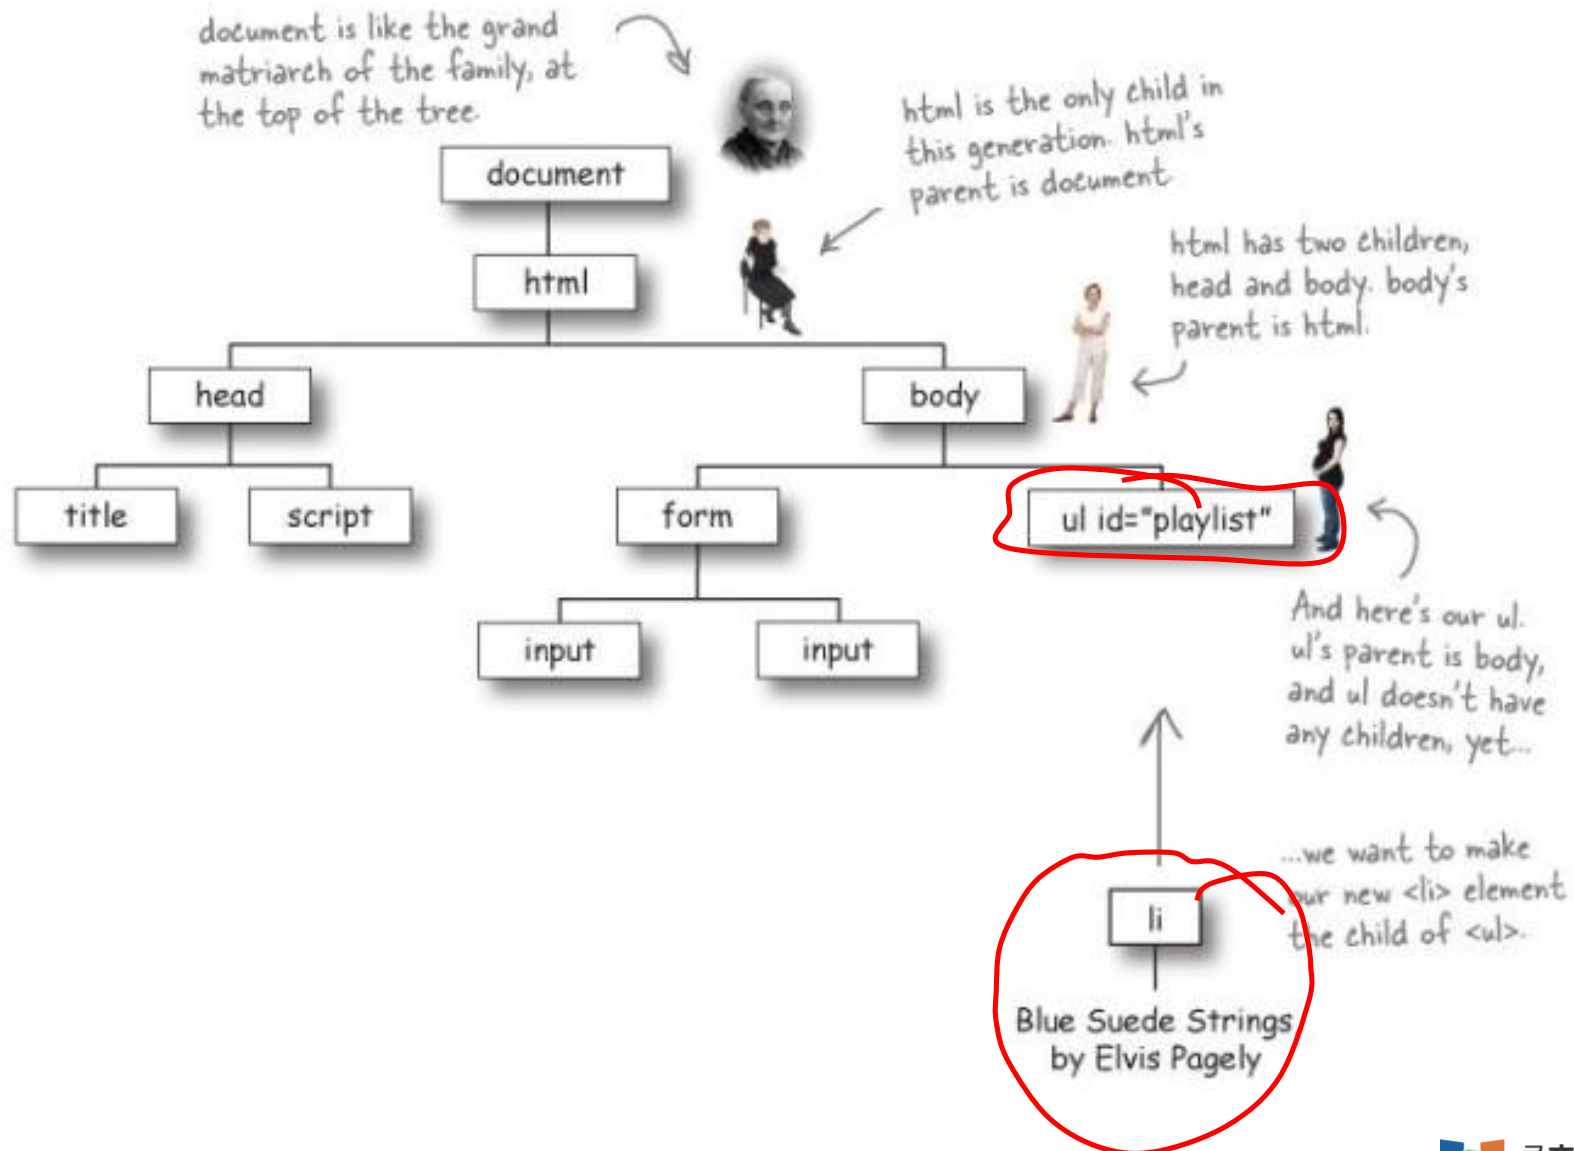 document is like the grand
matriarch of the family, at
the top of the tree.
html is the only child in
this generation. html's
parent is document
document
html has two children,
head and body. body's
parent is html.
html
head
body
title
script
form
ul id="playlist"
And here's our ul.
ul's parent is body,
and ul doesn't have
any children, yet...
input
input
...we want to make
our new <li> element
the child of <ul>.
li
Blue Suede Strings
by Elvis Pagely